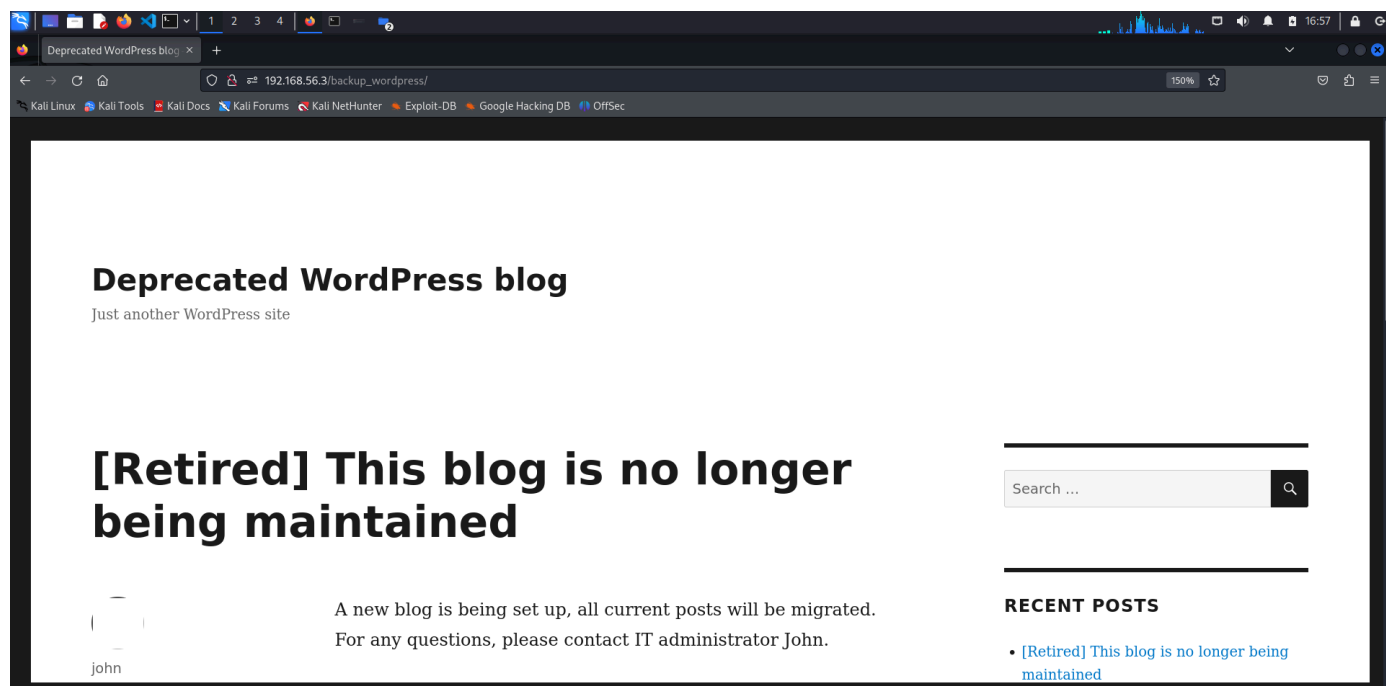 1 2 3 4
2
16:57
Deprecated WordPress blog
192.168.56.3/backup_wordpress/
150%
Kali Linux Kali Tools Kali Docs Kali Forums Kali NetHunter Exploit-DB Google Hacking DB OffSec
Deprecated WordPress blog
Just another WordPress site
[Retired] This blog is no longer
being maintained
Search …
A new blog is being set up, all current posts will be migrated.
For any questions, please contact IT administrator John.
john
RECENT POSTS
[Retired] This blog is no longer being
maintained